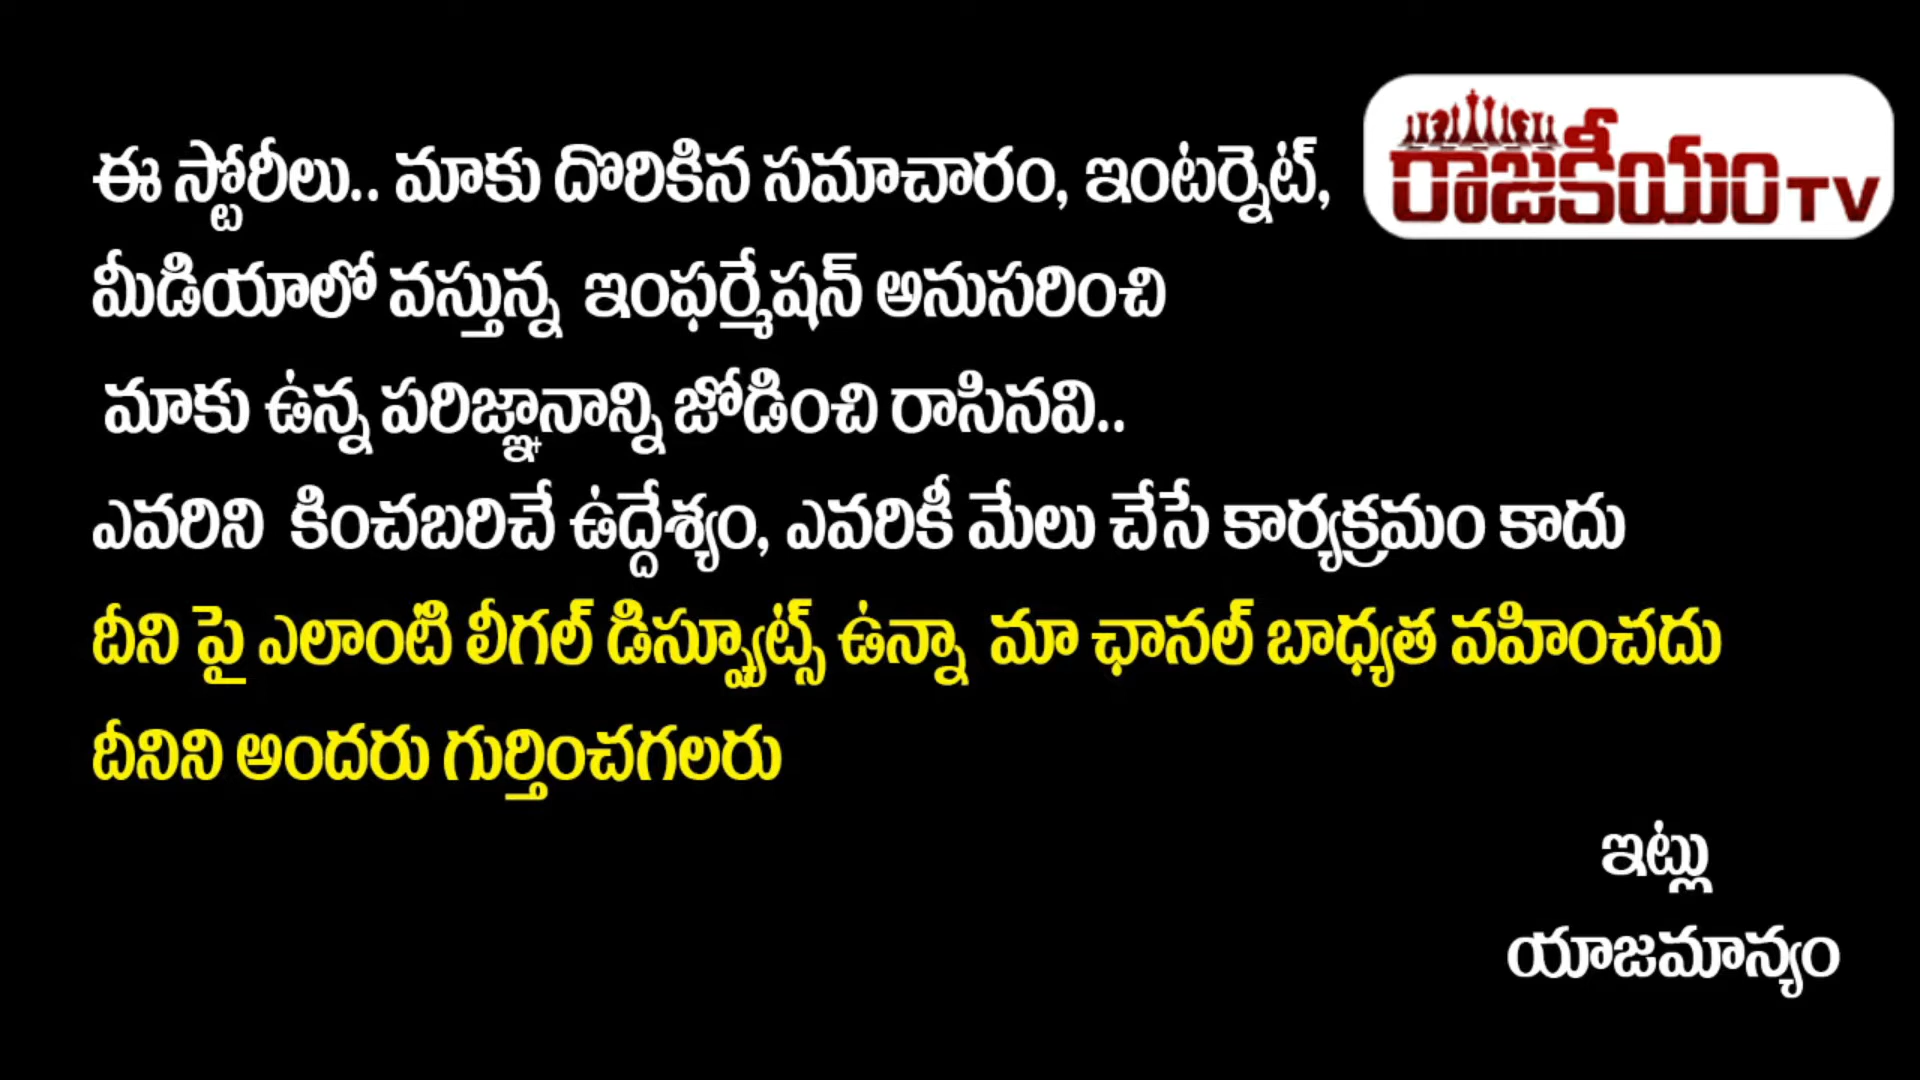 రాజకీయం TV
ఈ స్టోరీలు.. మాకు దొరికిన సమాచారం, ఇంటర్నెట్,
మీడియాలో వస్తున్న ఇంఫర్మేషన్ అనుసరించి
మాకు ఉన్న పరిజ్ఞానాన్ని జోడించి రాసినవి..
ఎవరిని కించబరిచే ఉద్దేశ్యం, ఎవరికీ మేలు చేసే కార్యక్రమం కాదు
దీని పై ఎలాంటి లీగల్ డిస్ప్యూట్స్ ఉన్నా మా ఛానల్ బాధ్యత వహించదు
దీనిని అందరు గుర్తించగలరు
ఇట్లు
యాజమాన్యం